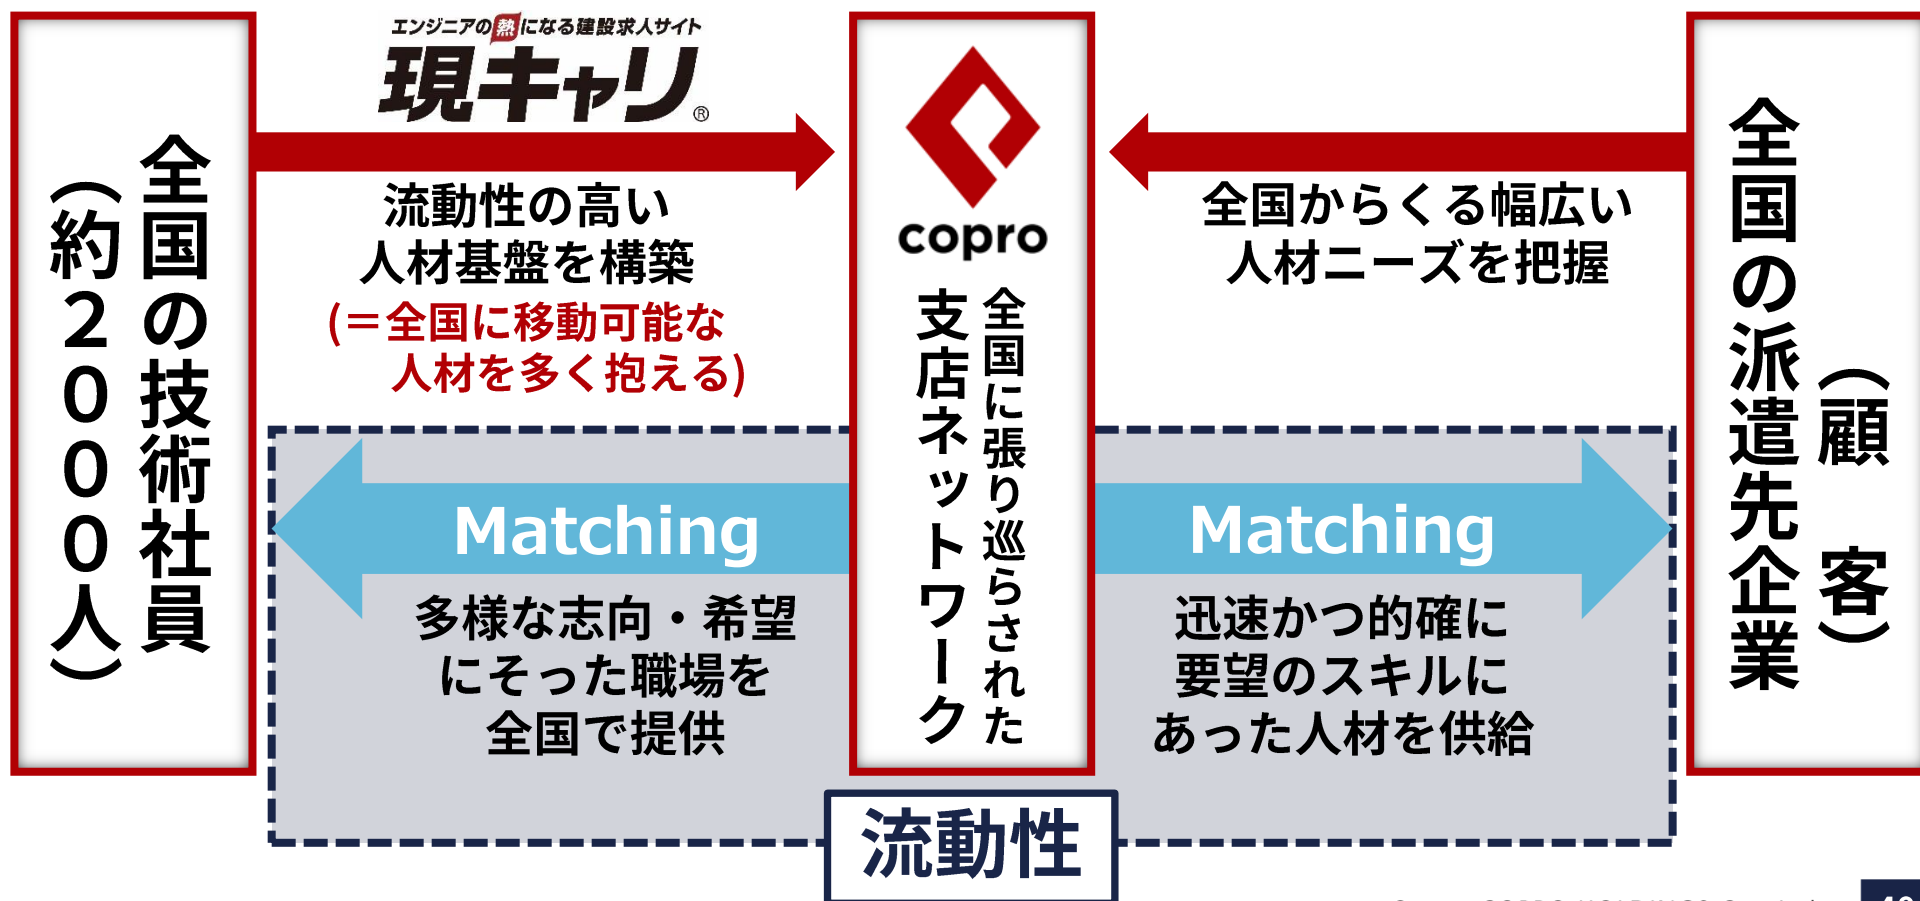 全国の技術社員
（約２０００人）
エンジニアの熱になる建設求人サイト
現キャリ®
流動性の高い
人材基盤を構築
(＝全国に移動可能な
人材を多く抱える)
copro
全国に張り巡らされた
支店ネットワーク
全国からくる幅広い
人材ニーズを把握
（顧　客）
全国の派遣先企業
Matching
多様な志向・希望
にそった職場を
全国で提供
Matching
迅速かつ的確に
要望のスキルに
あった人材を供給
流動性